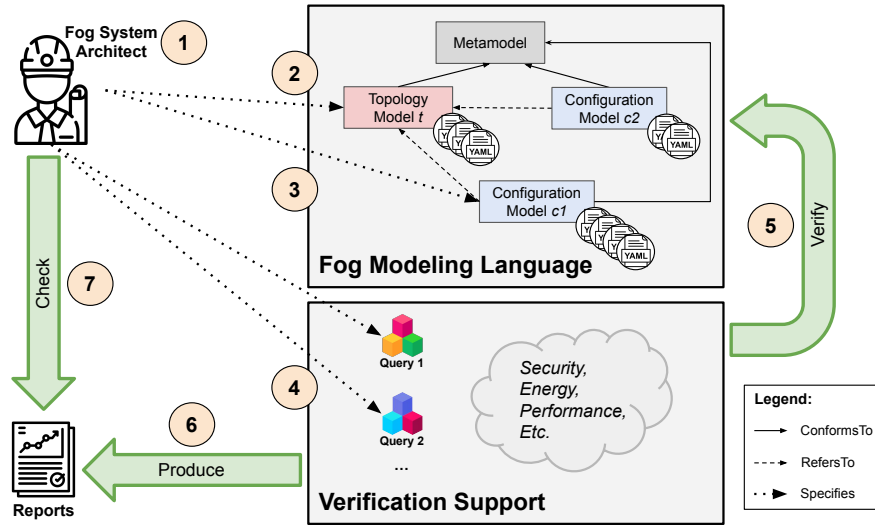 Fog System
Architect
1
2
3
Metamodel
Topology
Model t
Configuration
Model c2
YAML
YAML
Configuration
Model c1
YAML
Fog Modeling Language
5
Verify
7
Check
4
Query 1
Query 2
...
Security,
Energy,
Performance,
Etc.
Verification Support
6
Produce
Reports
Legend:
ConformsTo
RefersTo
Specifies